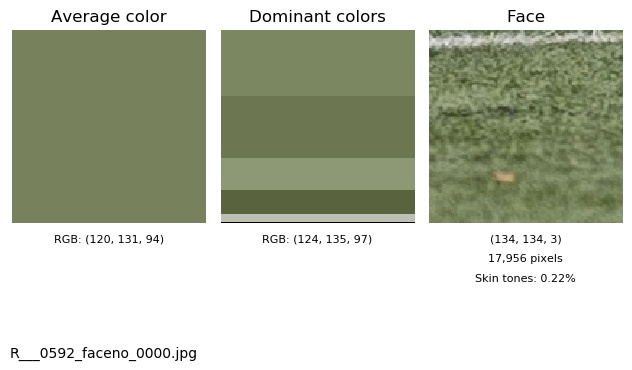 Average color
Dominant colors
Face
RGB: (120, 131, 94)
RGB: (124, 135, 97)
(134, 134, 3)
17,956 pixels
Skin tones: 0.22%
R___0592_faceno_0000.jpg